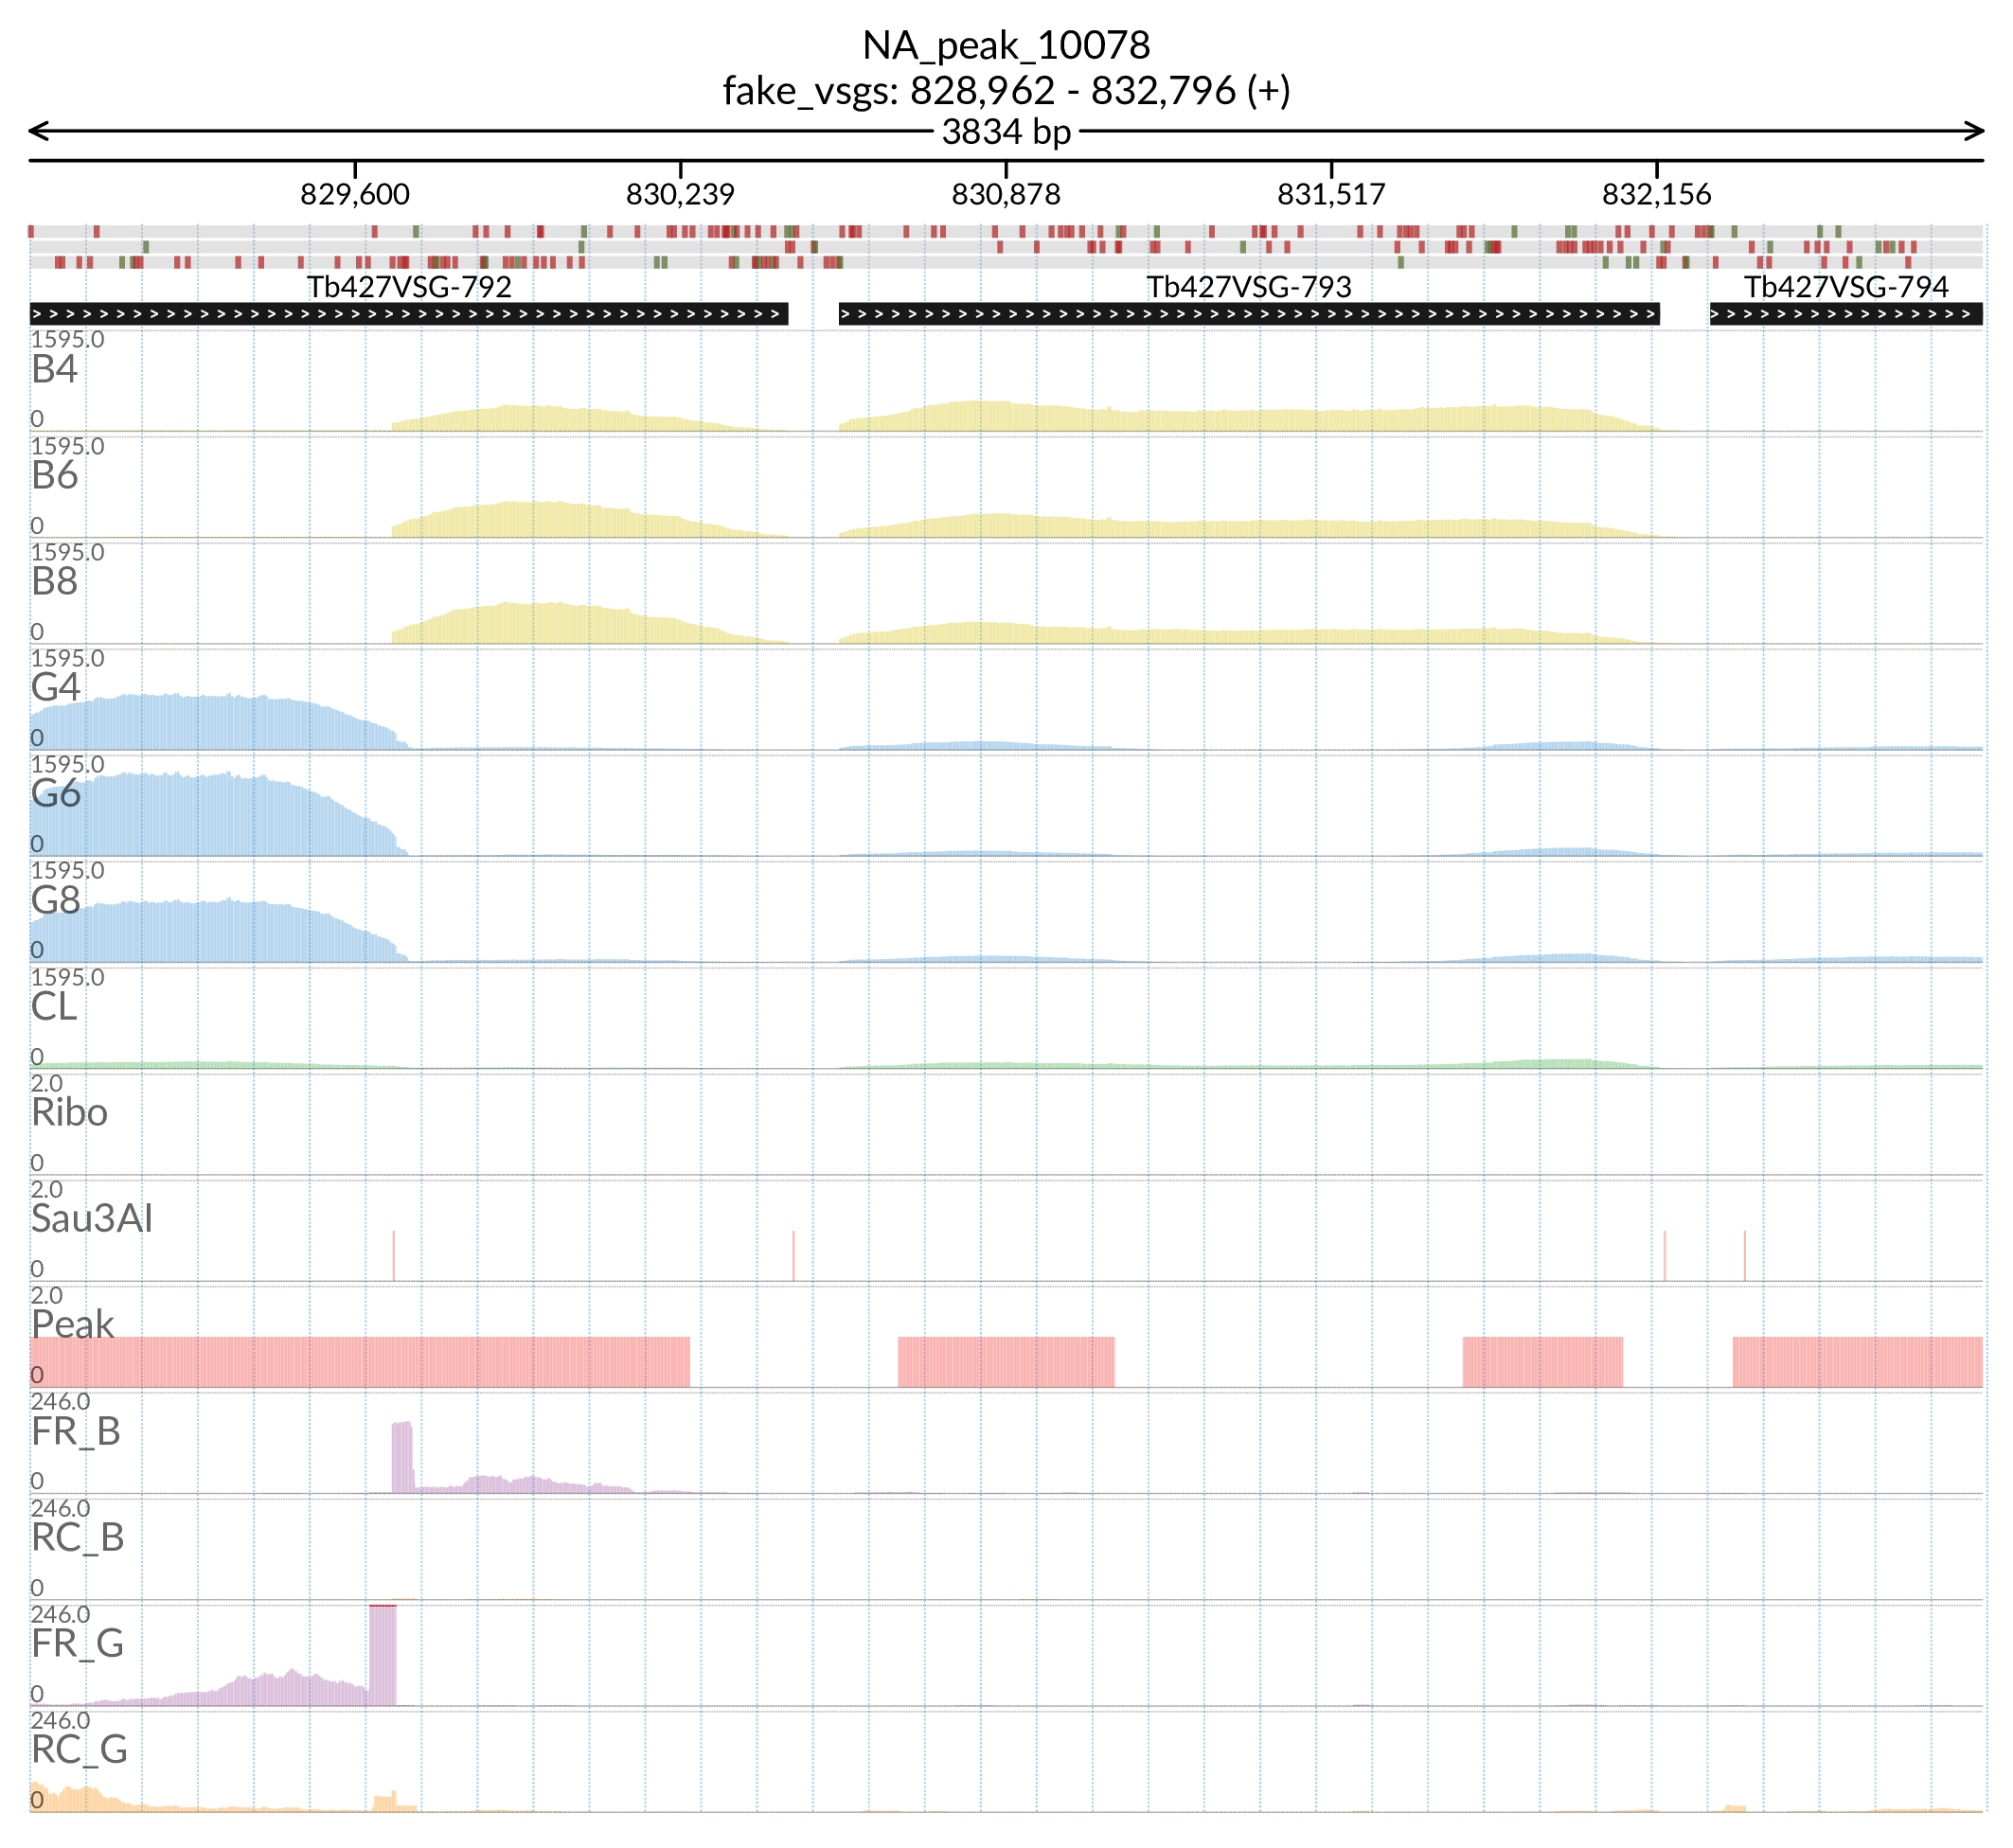 NA_peak_10078
fake_vsgs: 828,962 - 832,796 (+)
3834 bp
829,600 830,239 830,878 831,517 832,156
Tb427VSG-792 Tb427VSG-793 Tb427VSG-794
1595.0
B4
0
1595.0
B6
0
1595.0
B8
0
1595.0
G4
0
1595.0
G6
0
1595.0
G8
0
1595.0
CL
0
2.0
Ribo
0
2.0
Sau3AI
0
2.0
Peak
0
246.0
FR_B
0
246.0
RC_B
0
246.0
FR_G
0
246.0
RC_G
0